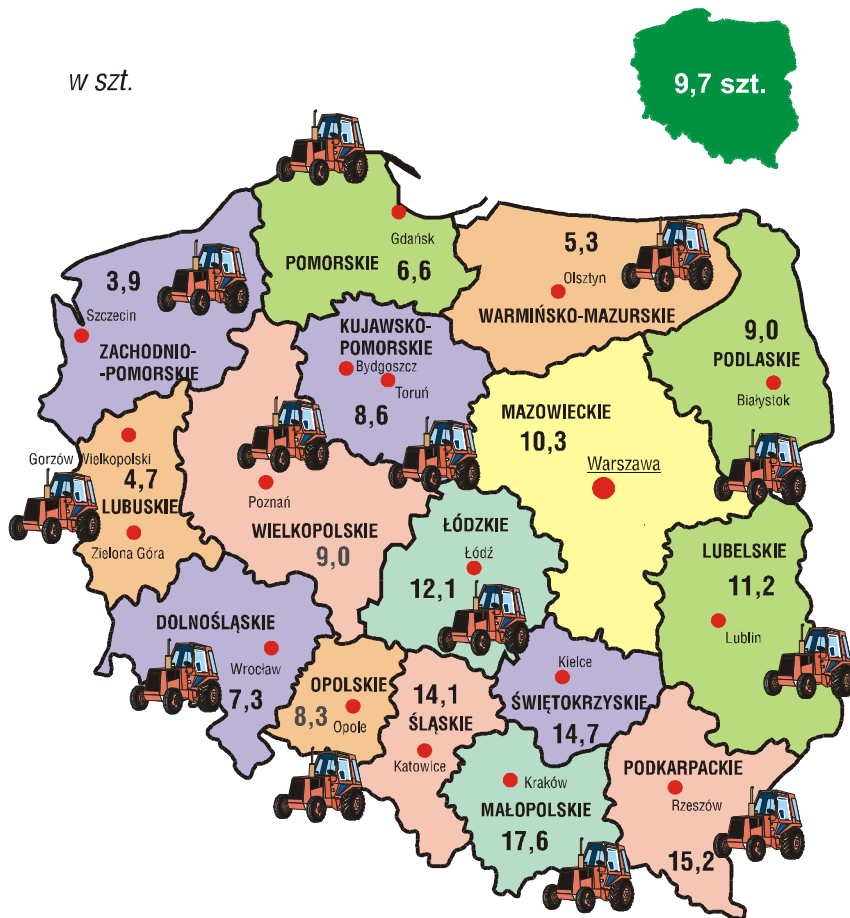 w szt.
9,7 szt.
Gdańsk
POMORSKIE 6,6
5,3
Olsztyn
WARMIŃSKO-MAZURSKIE
3,9
Szczecin
ZACHODNIO-
-POMORSKIE
KUJAWSKO-
POMORSKIE
Bydgoszcz
Toruń
8,6
9,0
PODLASKIE
Białystok
MAZOWIECKIE
10,3
Warszawa
Gorzów Wielkopolski
4,7
LUBUSKIE
Zielona Góra
Poznań
WIELKOPOLSKIE
9,0
ŁÓDZKIE
Łódź
12,1
LUBELSKIE
11,2
Lublin
DOLNOŚLĄSKIE
Wrocław
7,3
OPOLSKIE
8,3
Opole
14,1
ŚLĄSKIE
Katowice
Kielce
ŚWIĘTOKRZYSKIE
14,7
Kraków
MAŁOPOLSKIE
17,6
PODKARPACKIE
Rzeszów
15,2